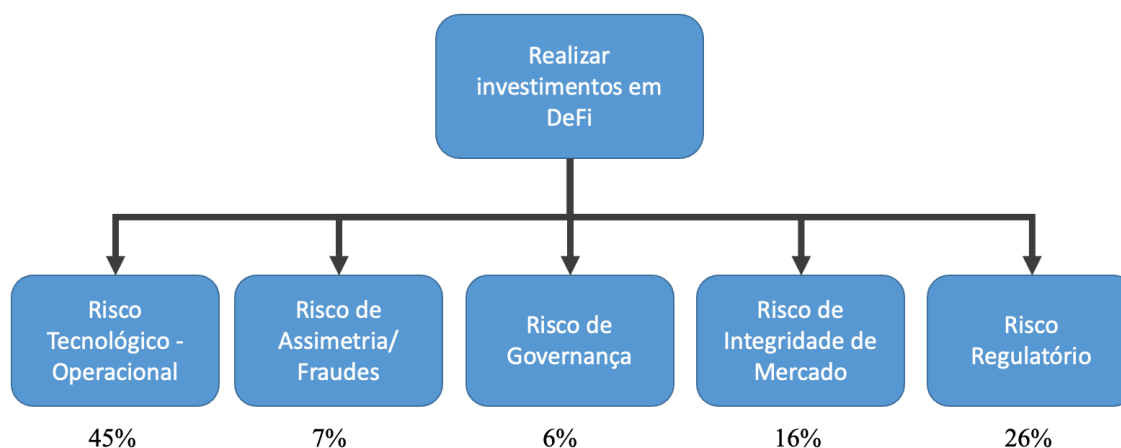 Realizar
investimentos em
DeFi
Risco
Tecnológico -
Operacional
Risco de
Assimetria/
Fraudes
Risco de
Governança
Risco de
Integridade de
Mercado
Risco
Regulatório
45%
7%
6%
16%
26%